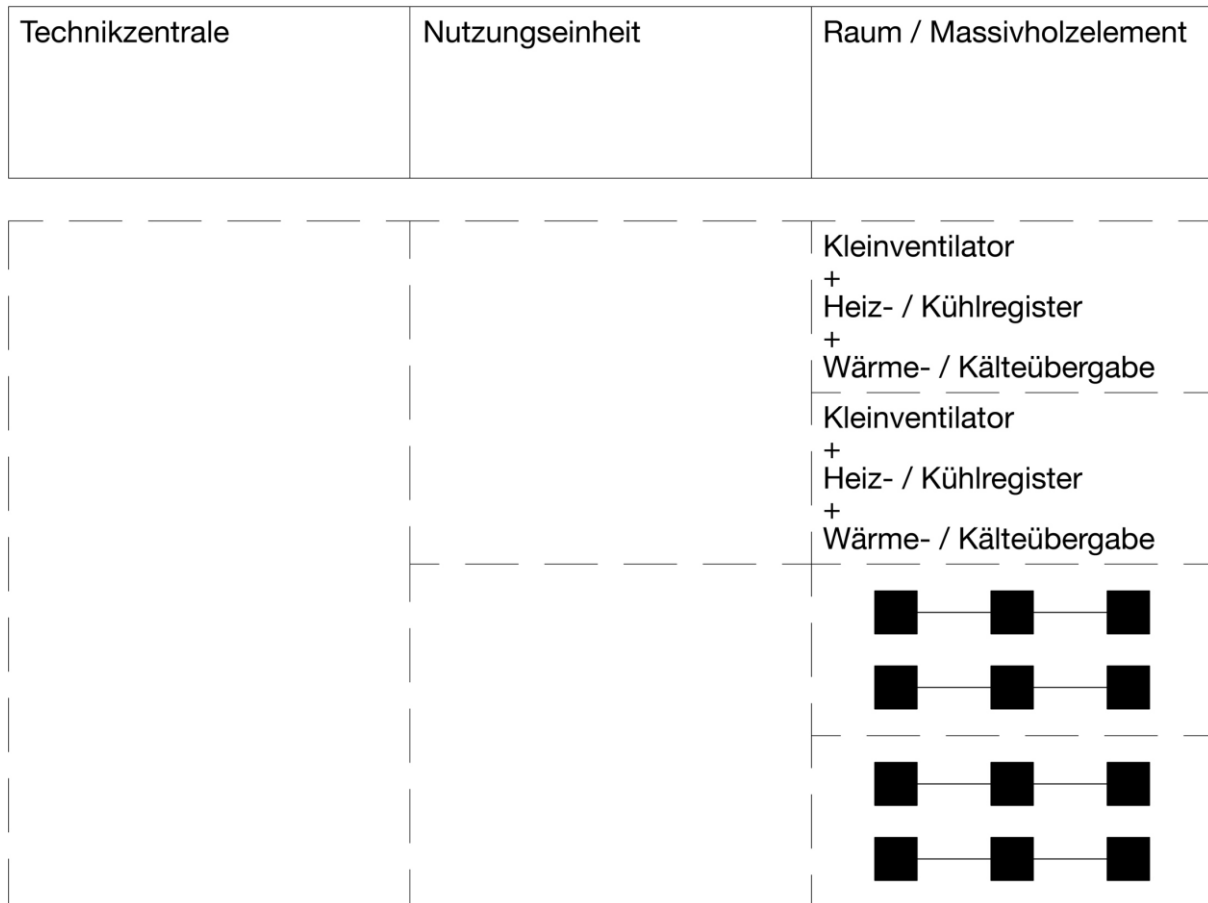 Technikzentrale
Nutzungseinheit
Raum / Massivholzelement
Kleinventilator
+
Heiz- / Kühlregister
+
Wärme- / Kälteübergabe
Kleinventilator
+
Heiz- / Kühlregister
+
Wärme- / Kälteübergabe